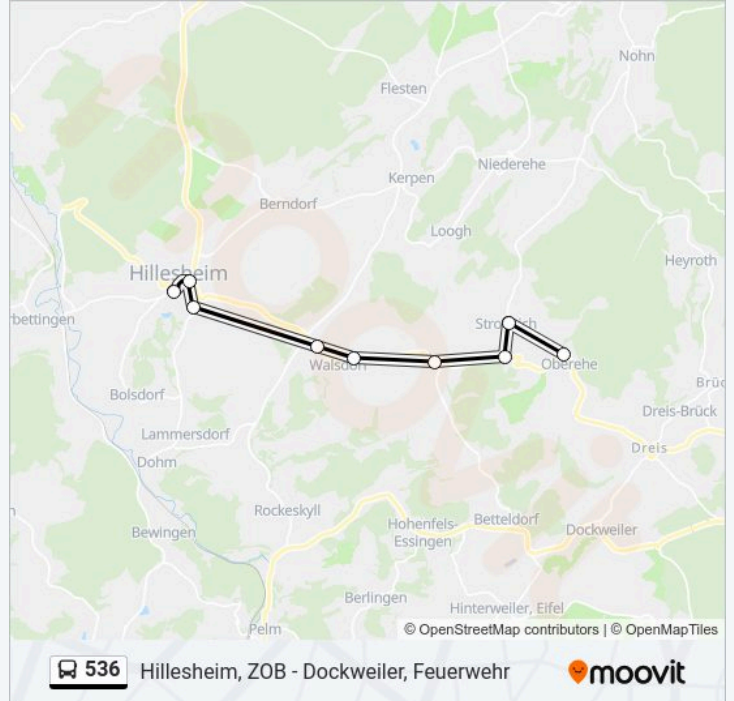 Nohn
Flesten
Niederehe
Kerpen
Berndorf
Loogh
Heyroth
Hillesheim
rbettingen
Walsdorf
Oberehe
Bolsdorf
Dreis-Brück
Lammersdorf
Dreis
Dohm
Rockeskyll
Hohenfels-
Essingen
Betteldorf
Dockweiler
Bewingen
Berlingen
Hinterweiler, Eifel
Pelm
© OpenStreetMap contributors | © OpenMapTiles
536 Hillesheim, ZOB - Dockweiler, Feuerwehr
moovit